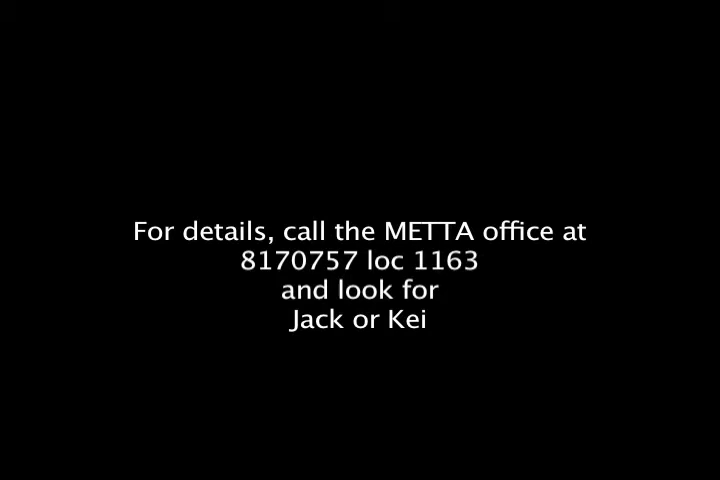 For details, call the METTA office at
8170757 loc 1163
and look for
Jack or Kei